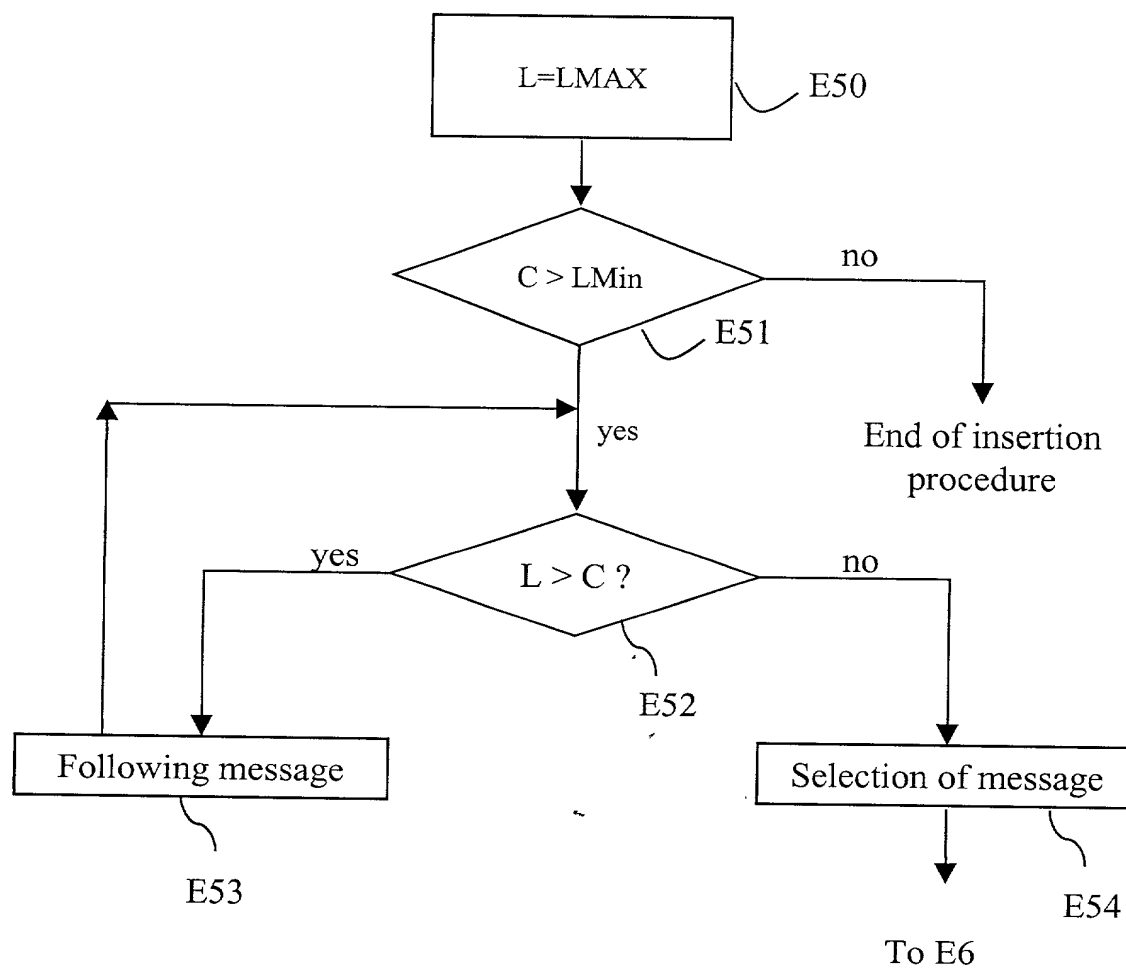 L=LMAX
E50
C > LMin
no
E51
yes
End of insertion
procedure
yes
L > C ?
no
E52
Following message
Selection of message
E53
E54
To E6